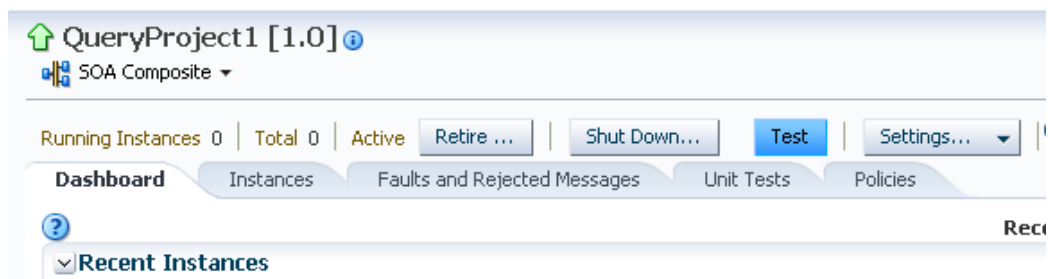 QueryProject1 [1.0]
SOA Composite
Running Instances 0 Total 0 Active Retire ... Shut Down... Test Settings...
Dashboard Instances Faults and Rejected Messages Unit Tests Policies
Recent Instances